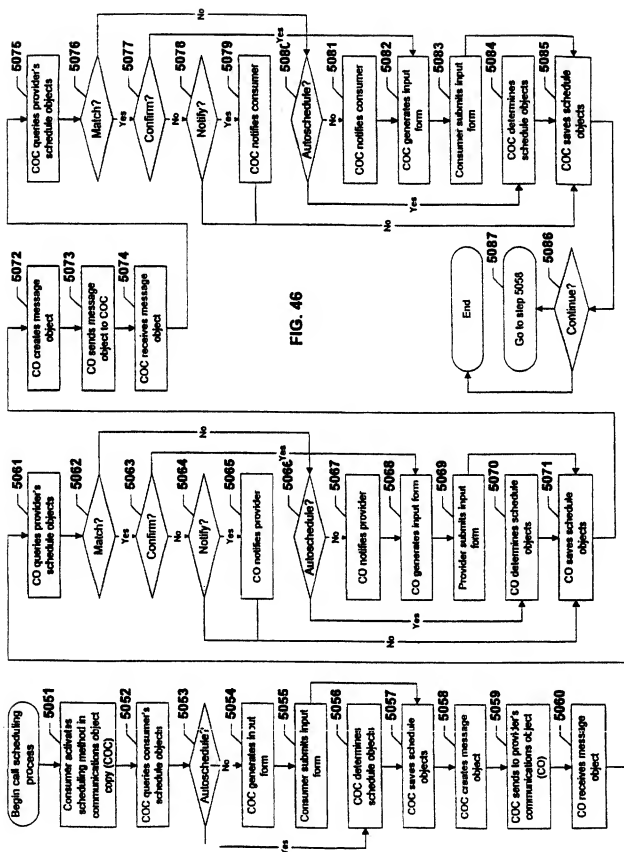 Begin call scheduling
process
5051
Consumer activates
scheduling method in
communications object
copy (COC)
5052
COC queries consumer's
schedule objects
5053
Autoschedule?
No
Yes
5054
COC generates input
form
5055
Consumer submits input
form
5056
COC determines
schedule objects
5057
COC saves schedule
objects
5058
COC creates message
object
5059
COC sends to provider's
communications object
(CO)
5060
CO receives message
object
5061
CO queries provider's
schedule objects
5062
Match?
No
Yes
5063
Confirm?
Yes
No
5064
Notify?
Yes
No
5065
CO notifies provider
5066
Autoschedule?
No
Yes
5067
CO notifies provider
5068
CO generates input form
5069
Provider submits input
form
5070
CO determines schedule
objects
5071
CO saves schedule
objects
5072
CO creates message
object
5073
CO sends message
object to COC
5074
COC receives message
object
5075
COC queries provider's
schedule objects
5076
Match?
No
Yes
5077
Confirm?
Yes
No
5078
Notify?
Yes
No
5079
COC notifies consumer
5080
Autoschedule?
No
Yes
5081
COC notifies consumer
5082
COC generates input
form
5083
Consumer submits input
form
5084
COC determines
schedule objects
5085
COC saves schedule
objects
5086
Continue?
5087
Go to step 5058
End
FIG. 46